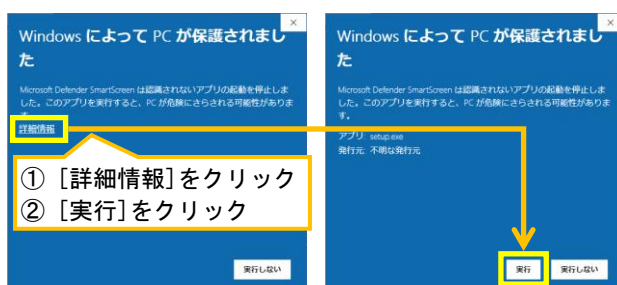 Windows によって PC が保護されまし
た
Microsoft Defender SmartScreen は認識されないアプリの起動を停止しま
した。このアプリを実行すると、PC が危険にさらされる可能性がありま
す。
詳細情報
① [詳細情報]をクリック
② [実行]をクリック
実行しない
Windows によって PC が保護されまし
た
Microsoft Defender SmartScreen は認識されないアプリの起動を停止しま
した。このアプリを実行すると、PC が危険にさらされる可能性がありま
す。
アプリ: setup.exe
発行元: 不明な発行元
実行
実行しない